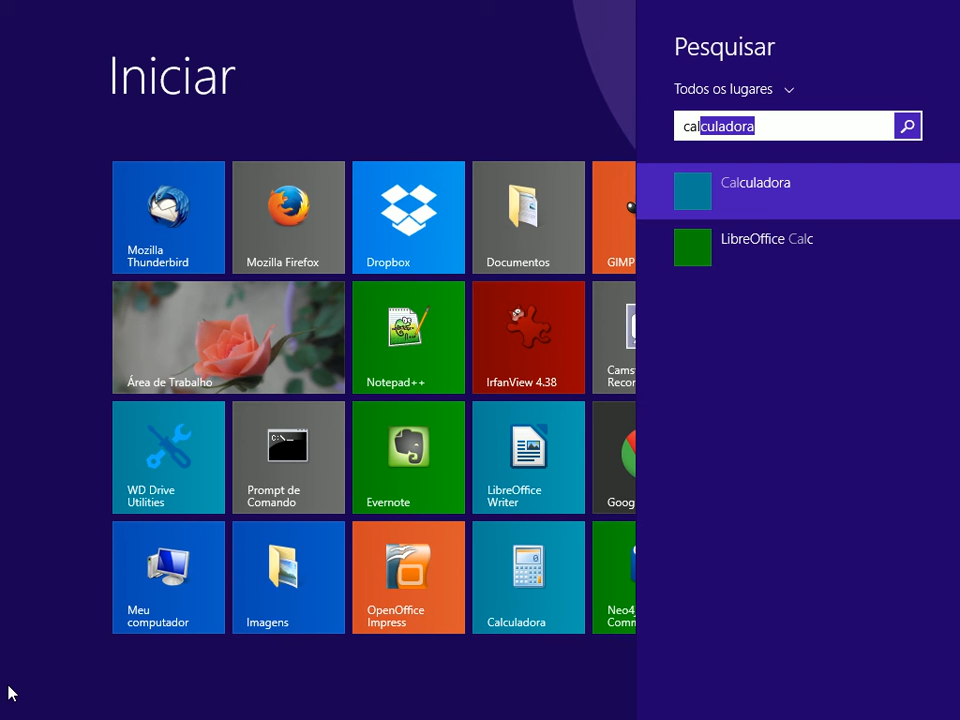 Iniciar
Mozilla
Thunderbird
Mozilla Firefox
Dropbox
Documentos
GIMP
Área de Trabalho
Notepad++
IrfanView 4.38
Cams
Recor
WD Drive
Utilities
C:\_
Prompt de
Comando
Evernote
LibreOffice
Writer
Goog
Meu
computador
Imagens
OpenOffice
Impress
Calculadora
Neo4j
Comm
Pesquisar
Todos os lugares
calculadora
Calculadora
LibreOffice Calc